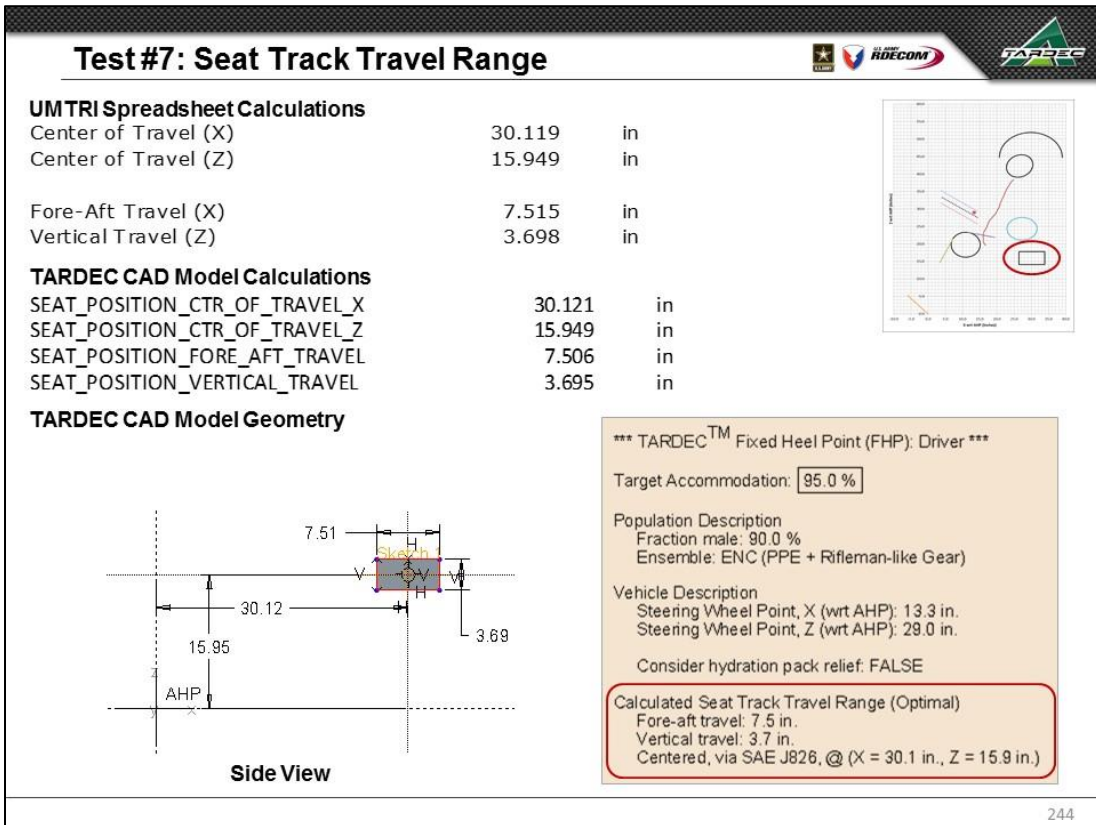 Test #7: Seat Track Travel Range
U.S. ARMY
U.S. ARMY
RDECOM
TARDEC
UMTRI Spreadsheet Calculations
Center of Travel (X) 30.119 in
Center of Travel (Z) 15.949 in
Fore-Aft Travel (X) 7.515 in
Vertical Travel (Z) 3.698 in
TARDEC CAD Model Calculations
SEAT_POSITION_CTR_OF_TRAVEL_X 30.121 in
SEAT_POSITION_CTR_OF_TRAVEL_Z 15.949 in
SEAT_POSITION_FORE_AFT_TRAVEL 7.506 in
SEAT_POSITION_VERTICAL_TRAVEL 3.695 in
TARDEC CAD Model Geometry
7.51
H
Sketch 1
V V V
H
30.12 H
3.69
15.95
Z
AHP
Y X
Side View
*** TARDEC™ Fixed Heel Point (FHP): Driver ***
Target Accommodation: 95.0 %
Population Description
Fraction male: 90.0 %
Ensemble: ENC (PPE + Rifleman-like Gear)
Vehicle Description
Steering Wheel Point, X (wrt AHP): 13.3 in.
Steering Wheel Point, Z (wrt AHP): 29.0 in.
Consider hydration pack relief: FALSE
Calculated Seat Track Travel Range (Optimal)
Fore-aft travel: 7.5 in.
Vertical travel: 3.7 in.
Centered, via SAE J826, @ (X = 30.1 in., Z = 15.9 in.)
244